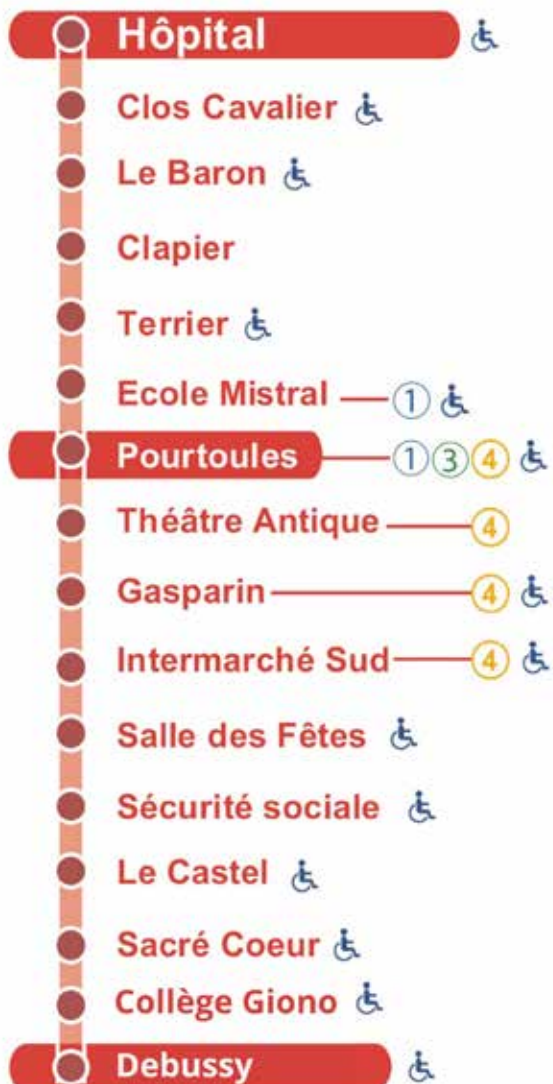 Hôpital
Clos Cavalier
Le Baron
Clapier
Terrier
Ecole Mistral 1
Pourtoules 1 3 4
Théâtre Antique 4
Gasparin 4
Intermarché Sud 4
Salle des Fêtes
Sécurité sociale
Le Castel
Sacré Coeur
Collège Giono
Debussy